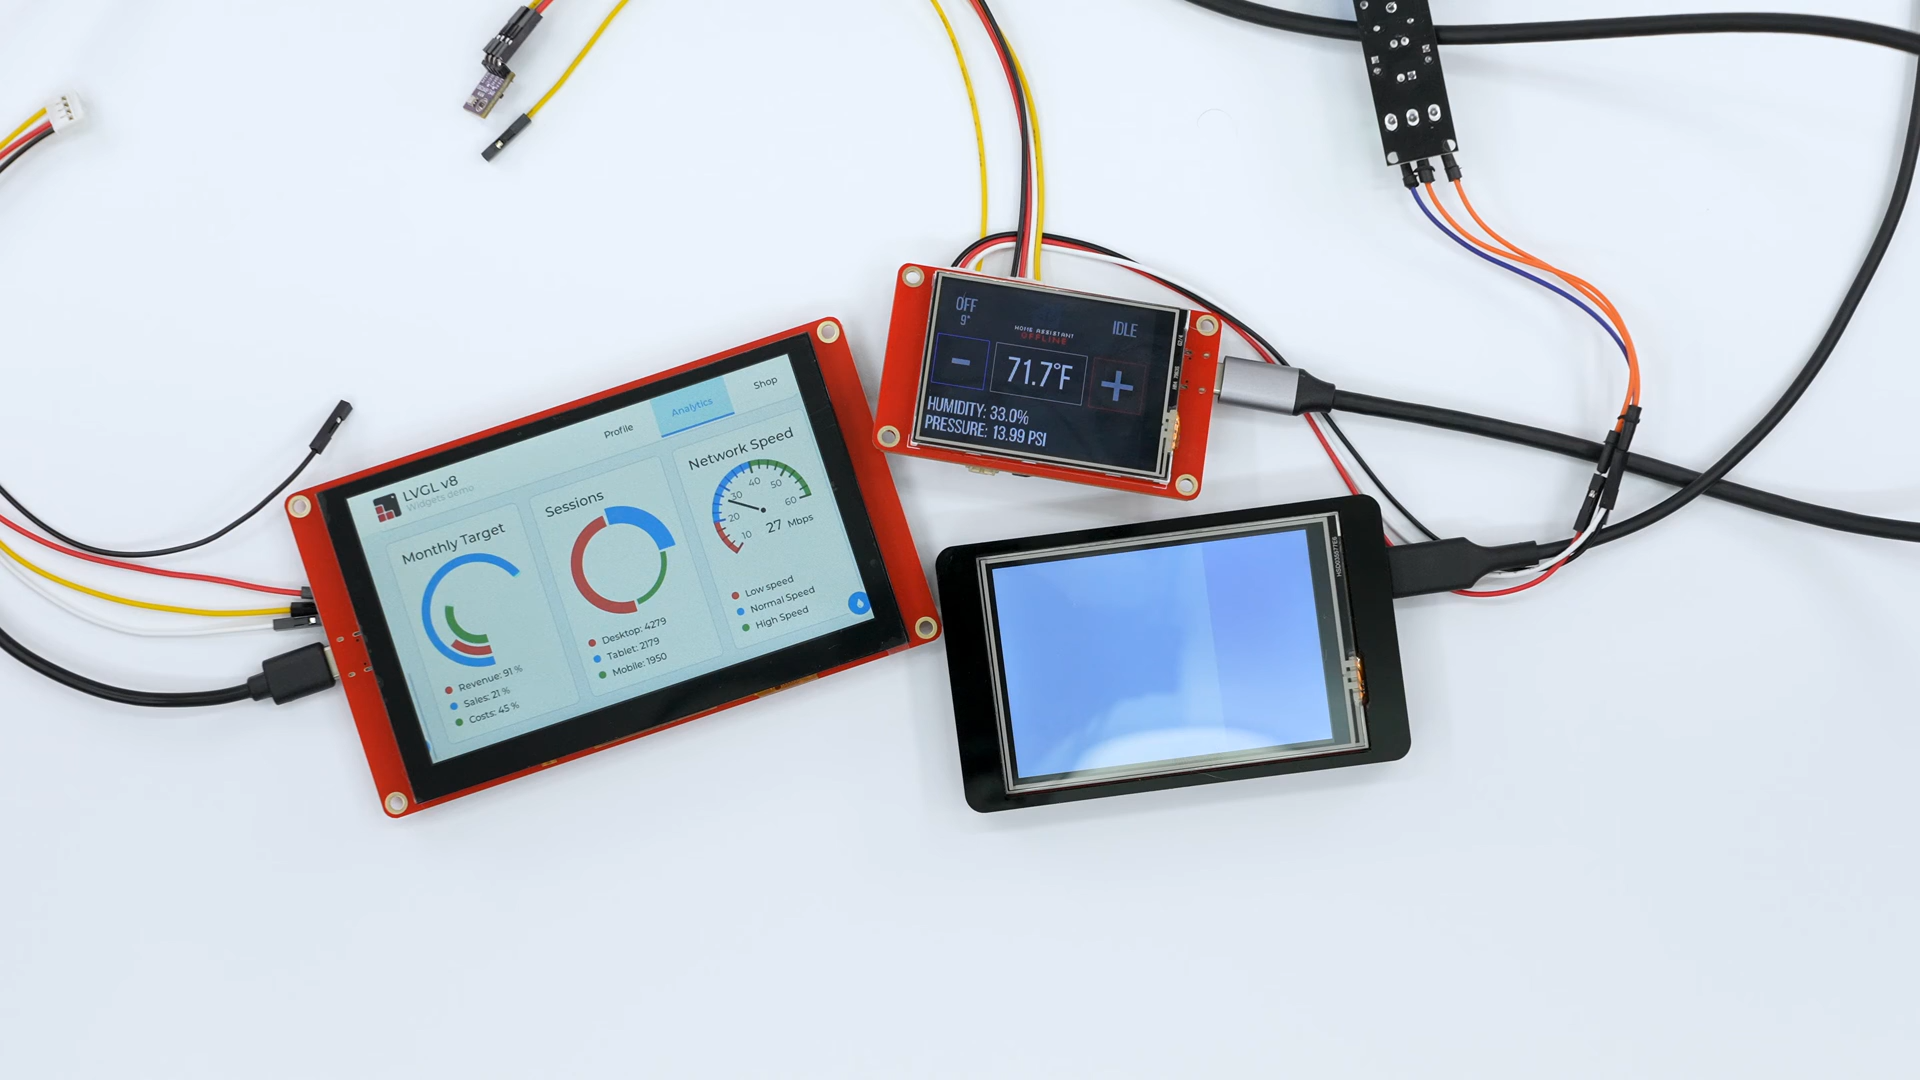 LVGL v8
Widgets demo
Profile
Analytics
Shop
Monthly Target
Revenue: 91 %
Sales: 21 %
Costs: 45 %
Sessions
Desktop: 4279
Tablet: 2179
Mobile: 1950
Network Speed
10
20
30
40
50
60
27 Mbps
Low speed
Normal Speed
High Speed
OFF
9°
HOME ASSISTANT
OFFLINE
IDLE
-
71.7°F
+
HUMIDITY: 33.0%
PRESSURE: 13.99 PSI